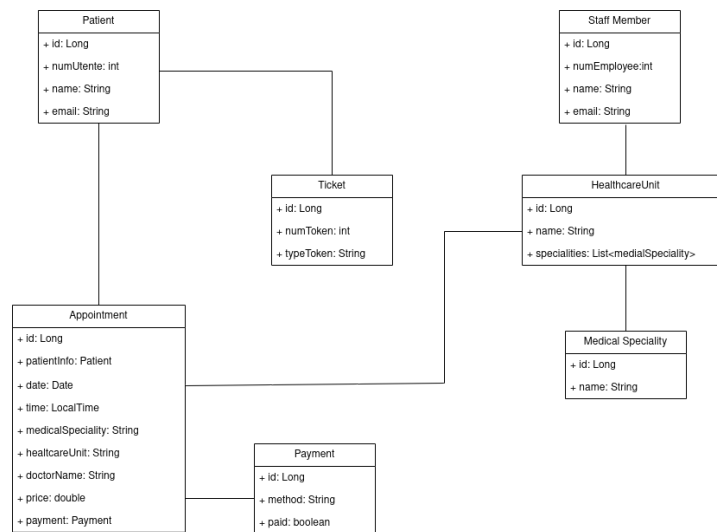 Patient
+ id: Long
+ numUtente: int
+ name: String
+ email: String
Staff Member
+ id: Long
+ numEmployee:int
+ name: String
+ email: String
Ticket
+ id: Long
+ numToken: int
+ typeToken: String
HealthcareUnit
+ id: Long
+ name: String
+ specialities: List<medialSpeciality>
Appointment
+ id: Long
+ patientInfo: Patient
+ date: Date
+ time: LocalTime
+ medicalSpeciality: String
+ healtcareUnit: String
+ doctorName: String
+ price: double
+ payment: Payment
Medical Speciality
+ id: Long
+ name: String
Payment
+ id: Long
+ method: String
+ paid: boolean